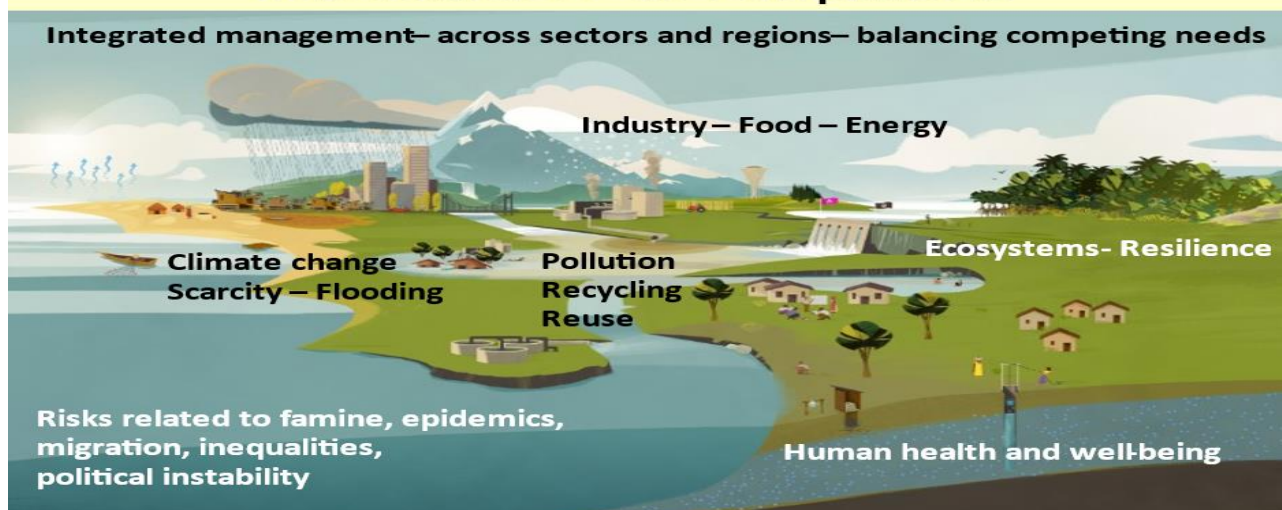 Integrated management– across sectors and regions– balancing competing needs
Industry – Food – Energy
Ecosystems- Resilience
Climate change
Scarcity – Flooding
Pollution
Recycling
Reuse
Risks related to famine, epidemics,
migration, inequalities,
political instability
Human health and well-being